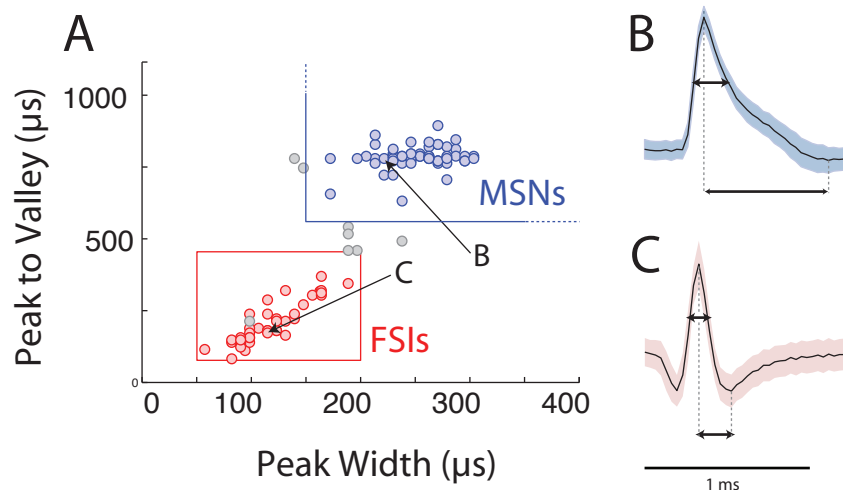 A
Peak to Valley (µs)
1000
500
0
MSNs
B
C
FSIs
0
100
200
300
400
Peak Width (µs)
B
C
1 ms